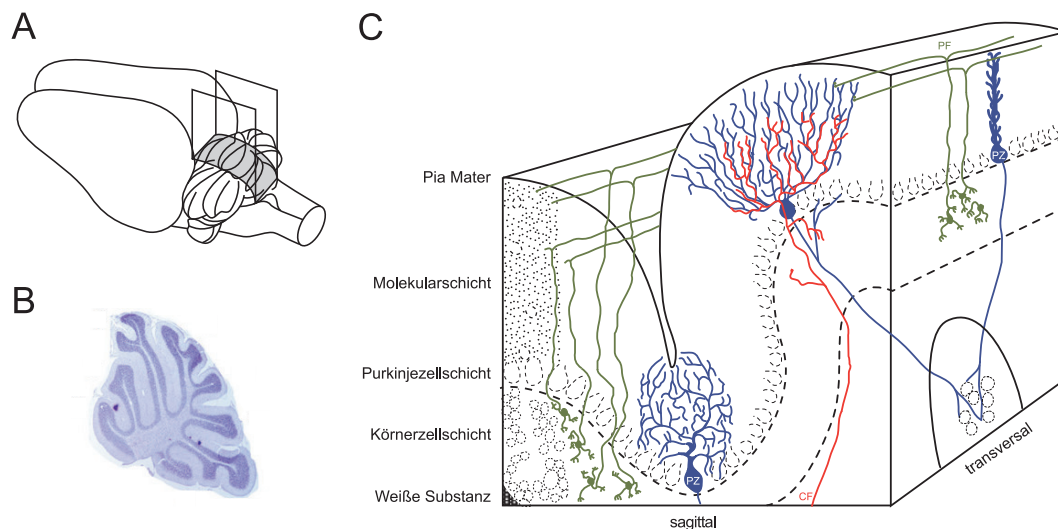 A
B
C
Pia Mater
Molekularschicht
Purkinjezellschicht
Körnerzellschicht
Weiße Substanz
PF
PZ
PZ
CF
sagittal
transversal